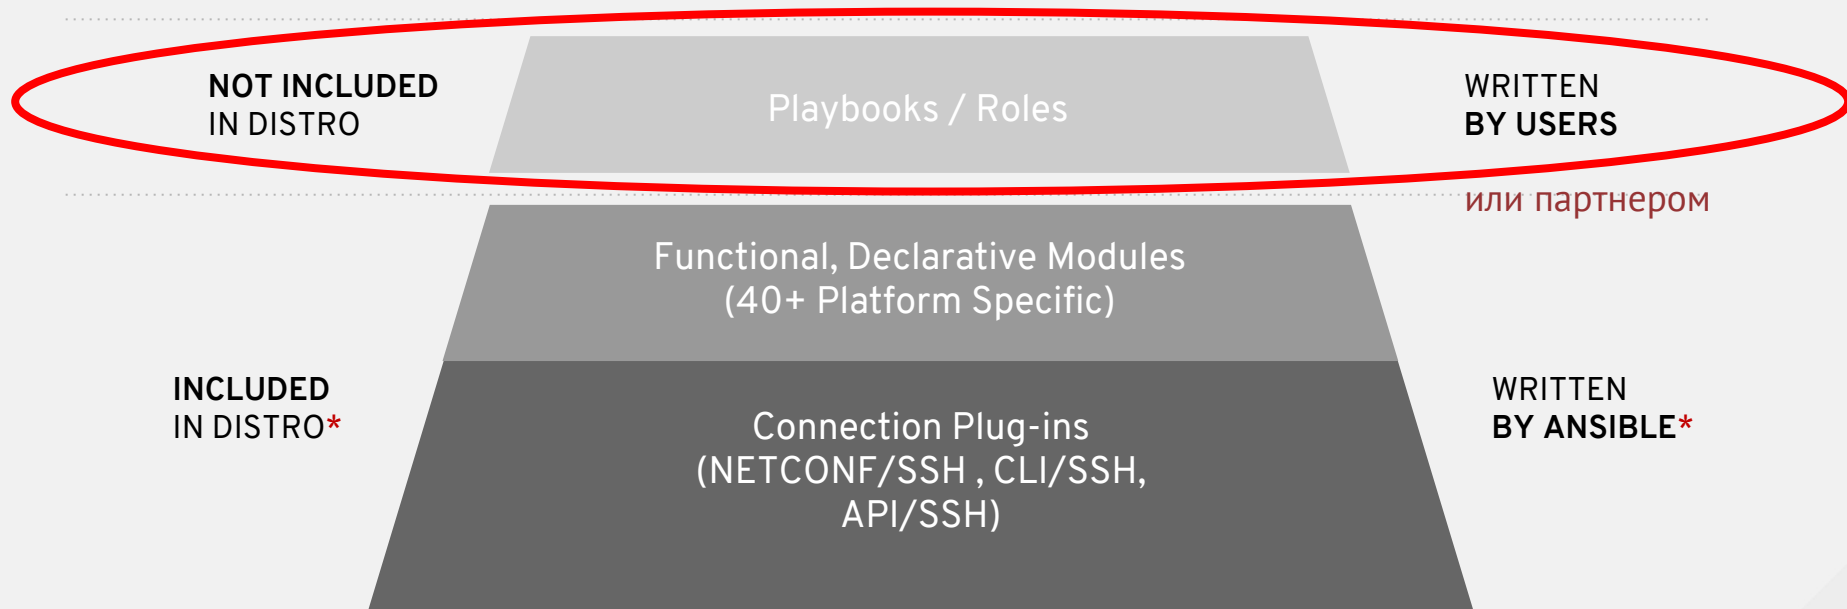 NOT INCLUDED
IN DISTRO
Playbooks / Roles
WRITTEN
BY USERS
или партнером
Functional, Declarative Modules
(40+ Platform Specific)
INCLUDED
IN DISTRO*
Connection Plug-ins
(NETCONF/SSH , CLI/SSH,
API/SSH)
WRITTEN
BY ANSIBLE*